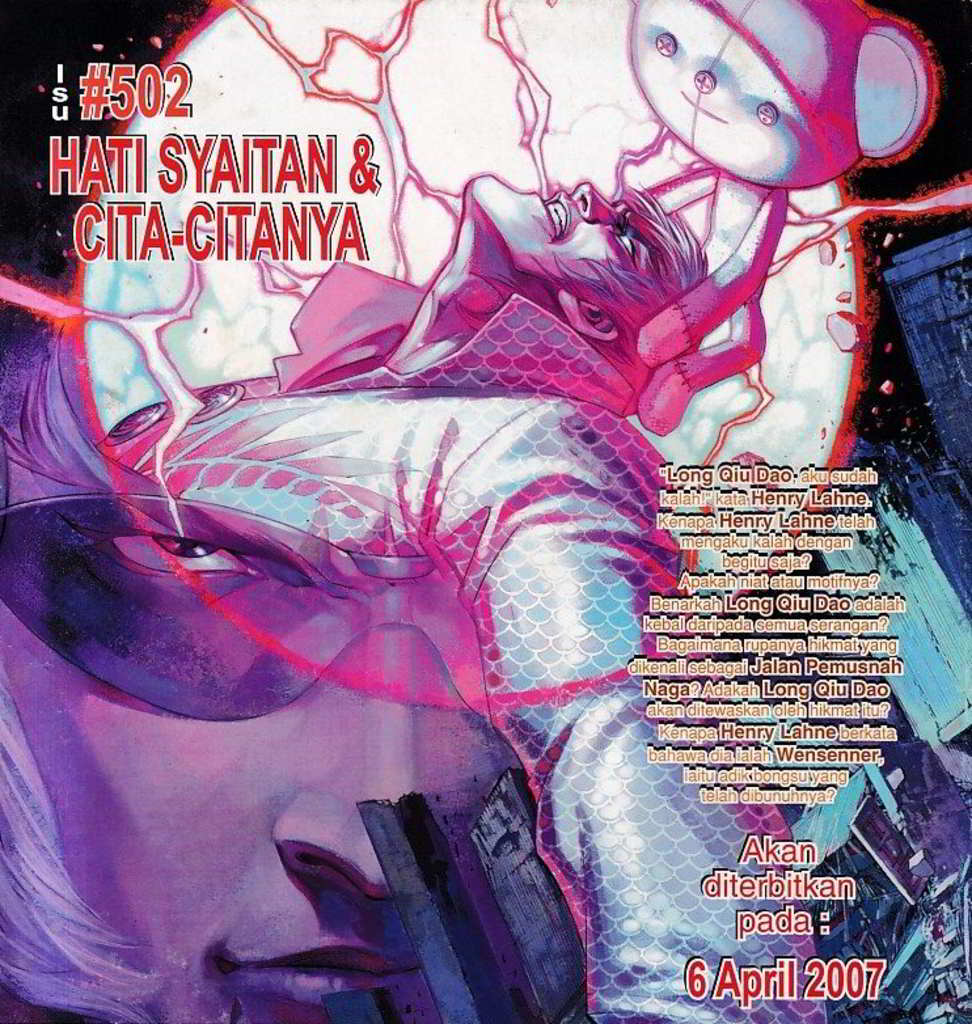 Isu #502
HATI SYAITAN &
CITA-CITANYA
"Long Qiu Dao, aku sudah
kalah!" kata Henry Lahne.
Kenapa Henry Lahne telah
mengaku kalah dengan
begitu saja?
Apakah niat atau motifnya?
Benarkah Long Qiu Dao adalah
kebal daripada semua serangan?
Bagaimana rupanya hikmat yang
dikenali sebagai Jalan Pemusnah
Naga? Adakah Long Qiu Dao
akan ditewaskan oleh hikmat itu?
Kenapa Henry Lahne berkata
bahawa dia ialah Wensenner,
iaitu adik bongsu yang
telah dibunuhnya?
Akan
diterbitkan
pada :
6 April 2007